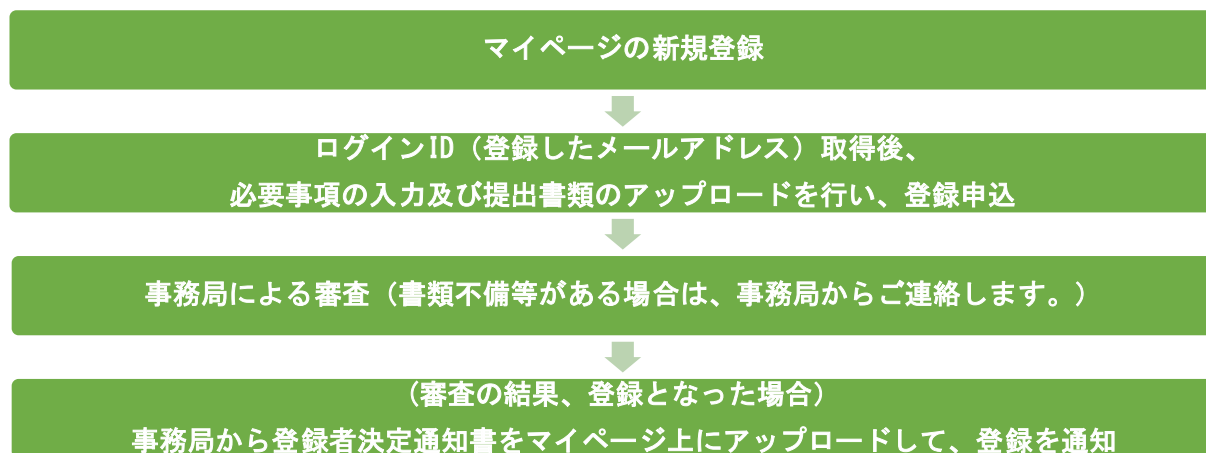 マイページの新規登録
ログインID（登録したメールアドレス）取得後、
必要事項の入力及び提出書類のアップロードを行い、登録申込
事務局による審査（書類不備等がある場合は、事務局からご連絡します。）
（審査の結果、登録となった場合）
事務局から登録者決定通知書をマイページ上にアップロードして、登録を通知